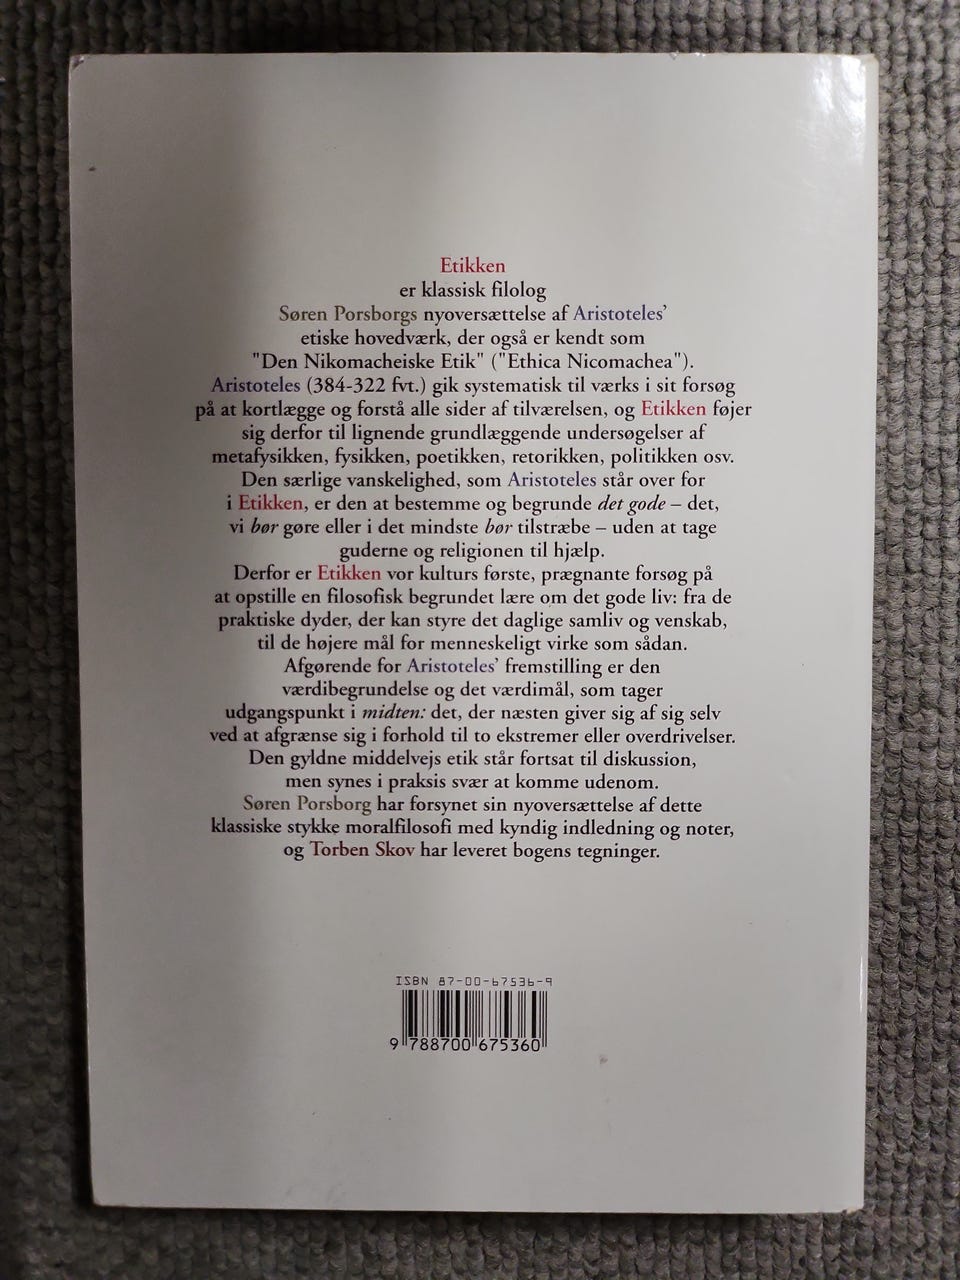 Etikken
er klassisk filolog
Søren Porsborgs nyoversættelse af Aristoteles'
etiske hovedværk, der også er kendt som
"Den Nikomacheiske Etik" ("Ethica Nicomachea").
Aristoteles (384-322 fvt.) gik systematisk til værks i sit forsøg
på at kortlægge og forstå alle sider af tilværelsen, og Etikken føjer
sig derfor til lignende grundlæggende undersøgelser af
metafysikken, fysikken, poetikken, retorikken, politikken osv.
Den særlige vanskelighed, som Aristoteles står over for
i Etikken, er den at bestemme og begrunde det gode – det,
vi bør gøre eller i det mindste bør tilstræbe – uden at tage
guderne og religionen til hjælp.
Derfor er Etikken vor kulturs første, prægnante forsøg på
at opstille en filosofisk begrundet lære om det gode liv: fra de
praktiske dyder, der kan styre det daglige samliv og venskab,
til de højere mål for menneskeligt virke som sådan.
Afgørende for Aristoteles' fremstilling er den
værdibegrundelse og det værdimål, som tager
udgangspunkt i midten: det, der næsten giver sig af sig selv
ved at afgrænse sig i forhold til to ekstremer eller overdrivelser.
Den gyldne middelvejs etik står fortsat til diskussion,
men synes i praksis svær at komme udenom.
Søren Porsborg har forsynet sin nyoversættelse af dette
klassiske stykke moralfilosofi med kyndig indledning og noter,
og Torben Skov har leveret bogens tegninger.
ISBN 87-00-67536-9
9 788700 675360